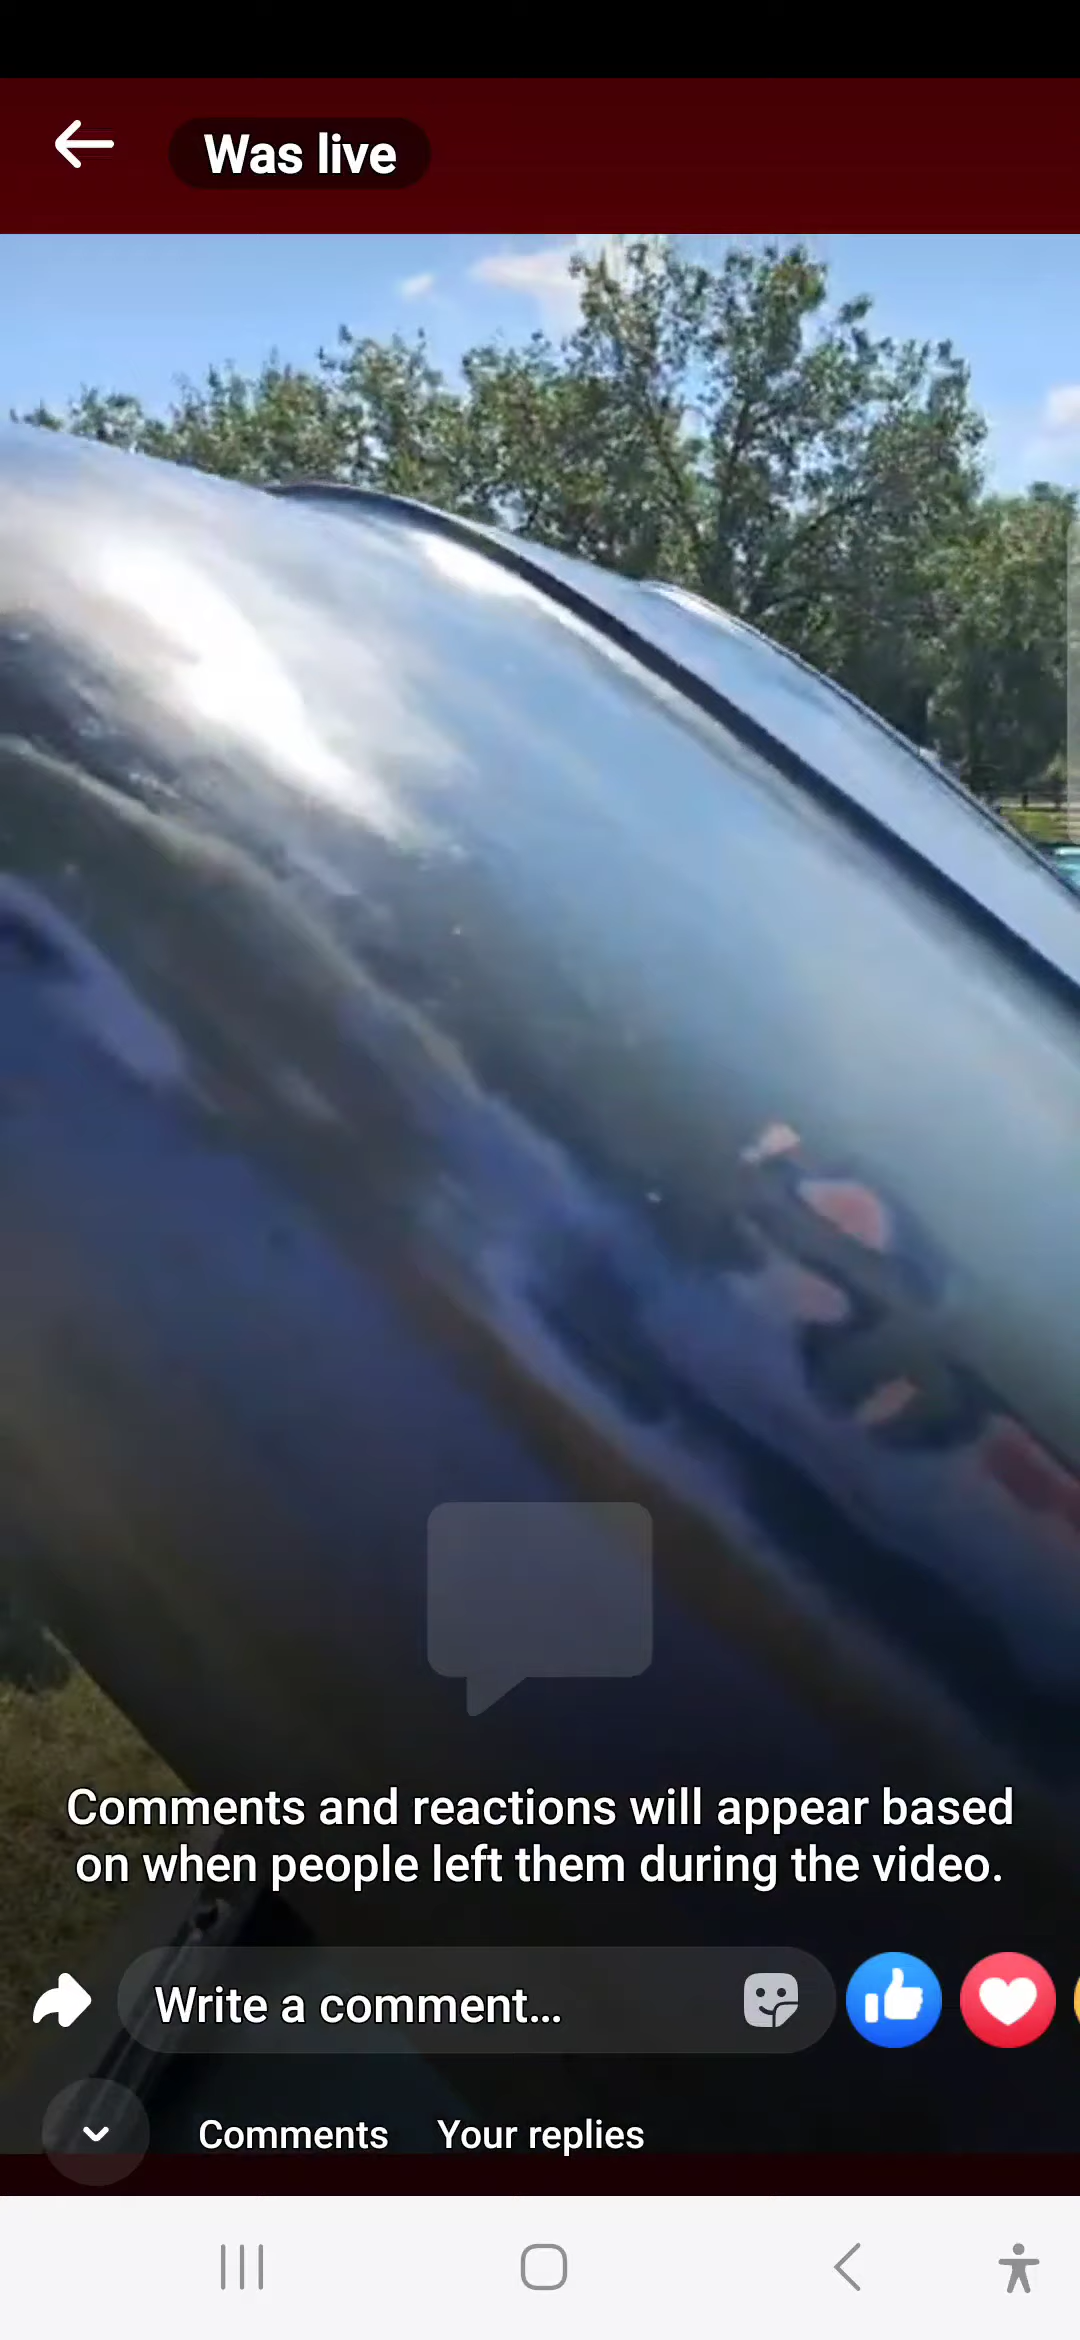 Was live
Comments and reactions will appear based
on when people left them during the video.
Write a comment...
Comments Your replies